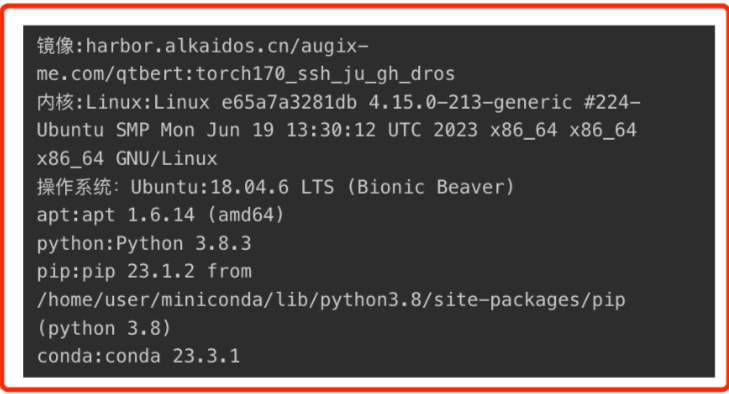 镜像:harbor.alkaidos.cn/augix-
me.com/qtbert:torch170_ssh_ju_gh_dros
内核:Linux:Linux e65a7a3281db 4.15.0-213-generic #224-
Ubuntu SMP Mon Jun 19 13:30:12 UTC 2023 x86_64 x86_64
x86_64 GNU/Linux
操作系统：Ubuntu:18.04.6 LTS (Bionic Beaver)
apt:apt 1.6.14 (amd64)
python:Python 3.8.3
pip:pip 23.1.2 from
/home/user/miniconda/lib/python3.8/site-packages/pip
(python 3.8)
conda:conda 23.3.1